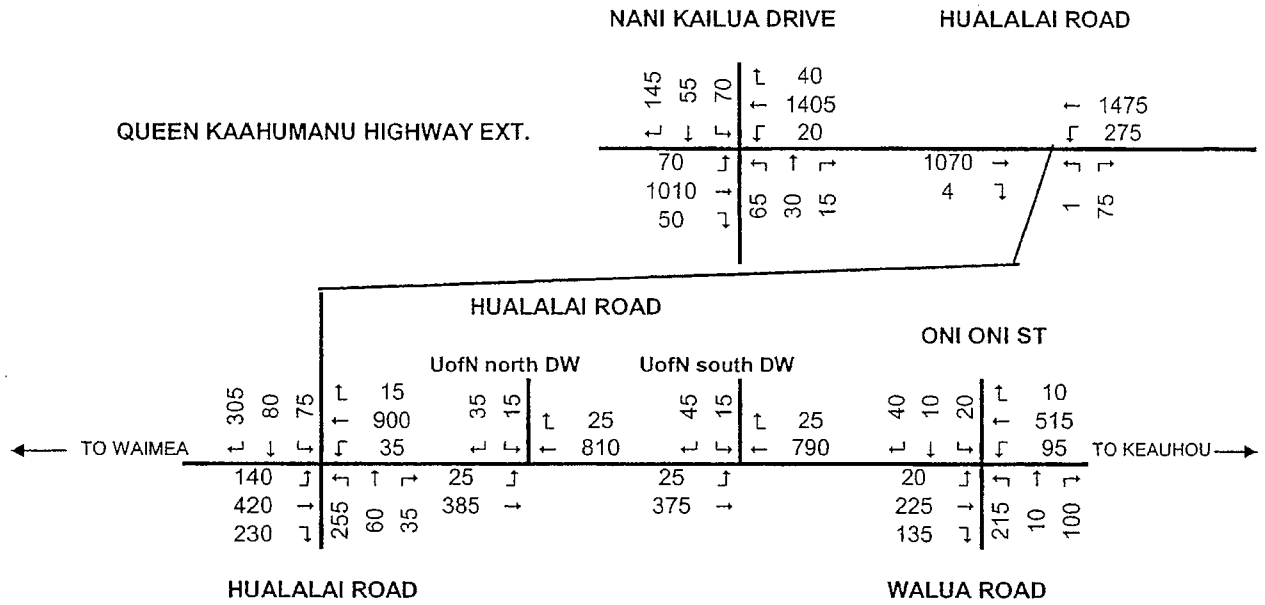 NANI KAILUA DRIVE HUALALAI ROAD
145 55 70 ↰ 40
← 1405 ← 1475
QUEEN KAAHUMANU HIGHWAY EXT. ↵ ↓ ↳ ↲ 20 ↲ 275
70 ↥ ↰ ↑ ↱ 1070 → ↰ ↱
1010 → 65 30 15 4 ↴ 1 75
50 ↴
HUALALAI ROAD
ONI ONI ST
UofN north DW UofN south DW
305 80 75 ↰ 15 35 15 ↰ 25 45 15 ↰ 25 40 10 20 ↰ 10
← 900 ← 810 ← 790 ← 515
← TO WAIMEA ↵ ↓ ↳ ↲ 35 ↵ ↳ ↵ ↳ ↵ ↓ ↳ ↲ 95 TO KEAUHOU →
140 ↥ ↰ ↑ ↱ 25 ↥ 25 ↥ 20 ↥ ↰ ↑ ↱
420 → 255 60 35 385 → 375 → 225 → 215 10 100
230 ↴ 135 ↴
HUALALAI ROAD WALUA ROAD